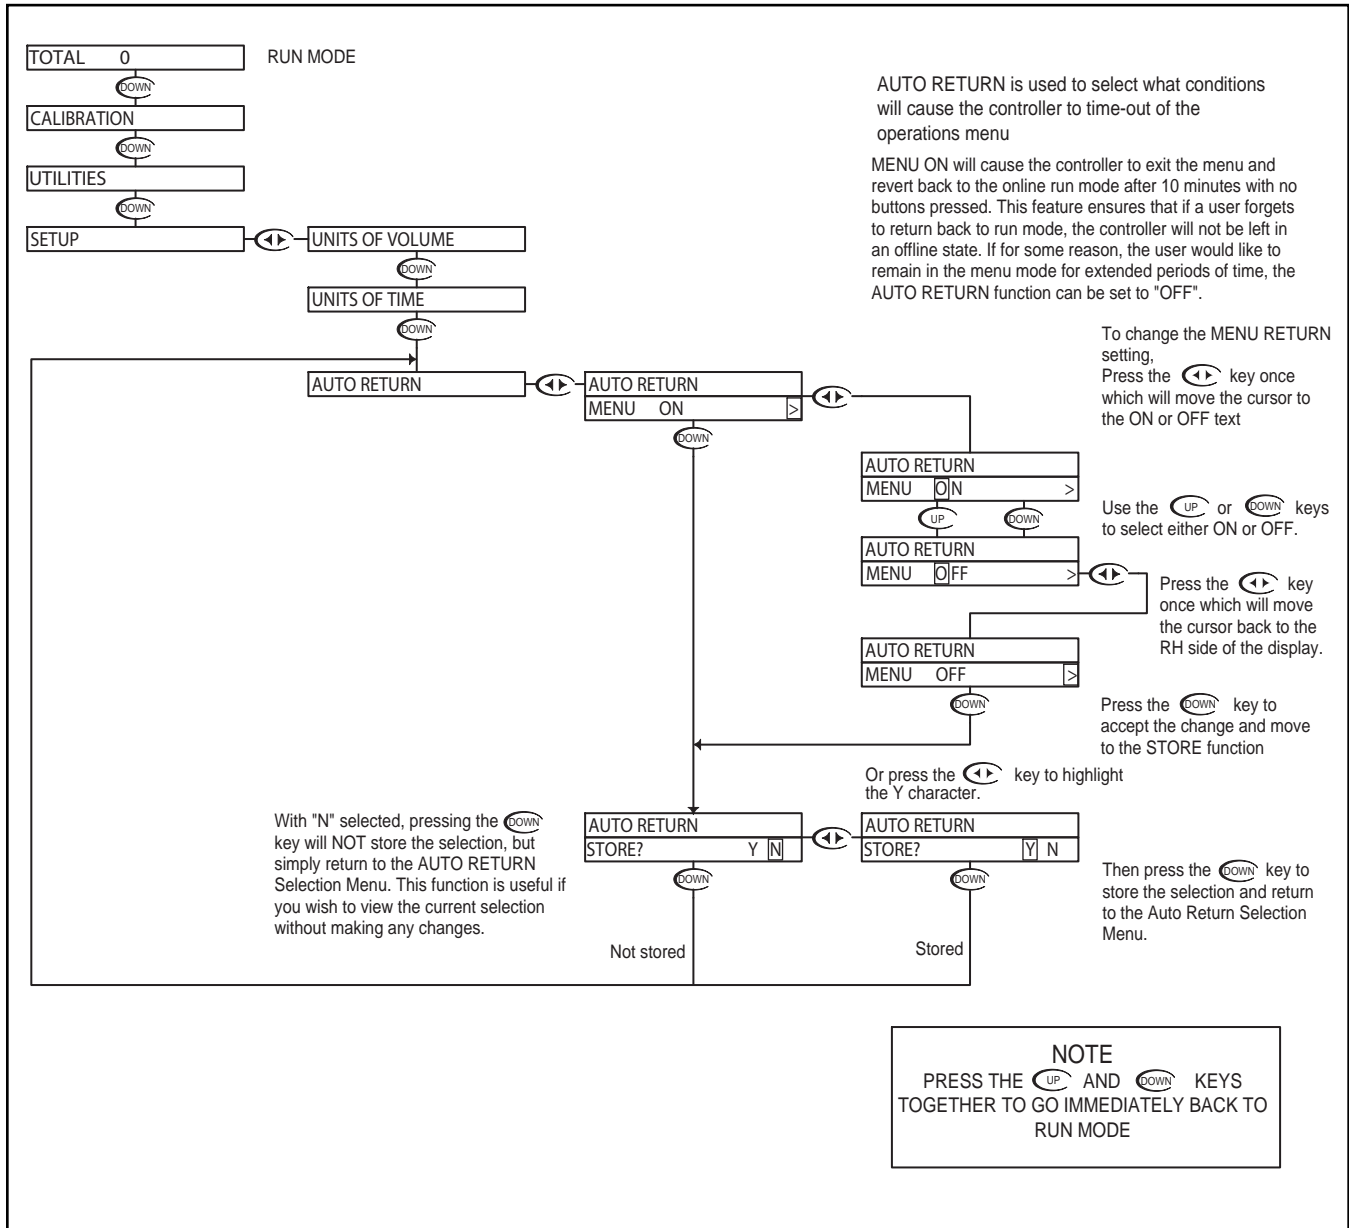 TOTAL 0
RUN MODE
DOWN
CALIBRATION
DOWN
UTILITIES
DOWN
SETUP
UNITS OF VOLUME
DOWN
UNITS OF TIME
DOWN
AUTO RETURN
AUTO RETURN
MENU ON >
DOWN
AUTO RETURN is used to select what conditions
will cause the controller to time-out of the
operations menu
MENU ON will cause the controller to exit the menu and
revert back to the online run mode after 10 minutes with no
buttons pressed. This feature ensures that if a user forgets
to return back to run mode, the controller will not be left in
an offline state. If for some reason, the user would like to
remain in the menu mode for extended periods of time, the
AUTO RETURN function can be set to "OFF".
To change the MENU RETURN
setting,
Press the key once
which will move the cursor to
the ON or OFF text
AUTO RETURN
MENU ON >
UP DOWN
Use the UP or DOWN keys
to select either ON or OFF.
AUTO RETURN
MENU OFF >
Press the key
once which will move
the cursor back to the
RH side of the display.
AUTO RETURN
MENU OFF >
DOWN
Press the DOWN key to
accept the change and move
to the STORE function
Or press the key to highlight
the Y character.
With "N" selected, pressing the DOWN
key will NOT store the selection, but
simply return to the AUTO RETURN
Selection Menu. This function is useful if
you wish to view the current selection
without making any changes.
AUTO RETURN
STORE? Y N
DOWN
AUTO RETURN
STORE? Y N
DOWN
Then press the DOWN key to
store the selection and return
to the Auto Return Selection
Menu.
Not stored
Stored
NOTE
PRESS THE UP AND DOWN KEYS
TOGETHER TO GO IMMEDIATELY BACK TO
RUN MODE